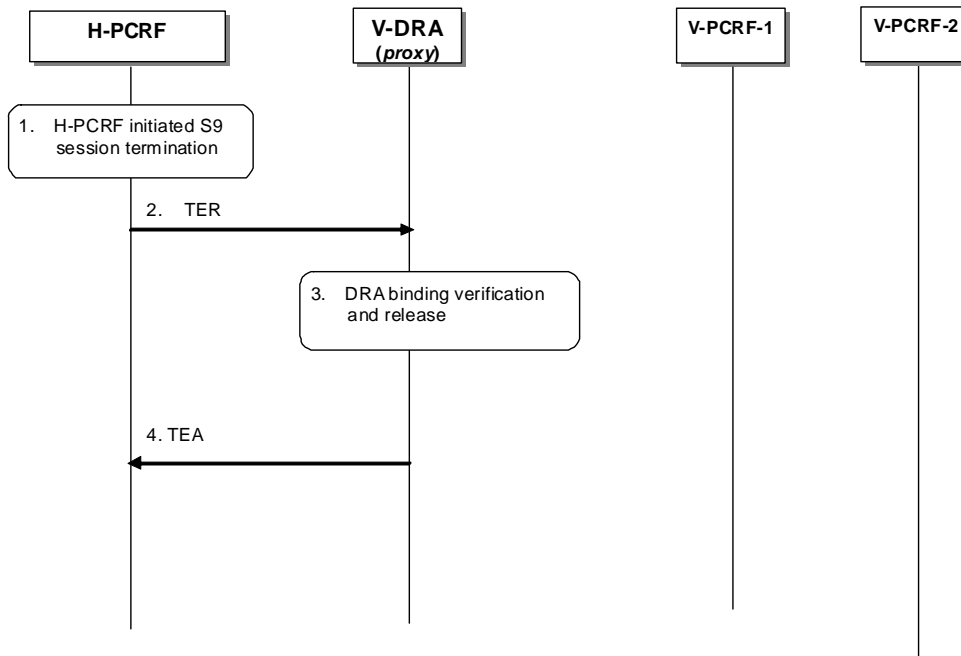 H-PCRF
V-DRA
(proxy)
V-PCRF-1
V-PCRF-2
1. H-PCRF initiated S9
session termination
2. TER
3. DRA binding verification
and release
4. TEA